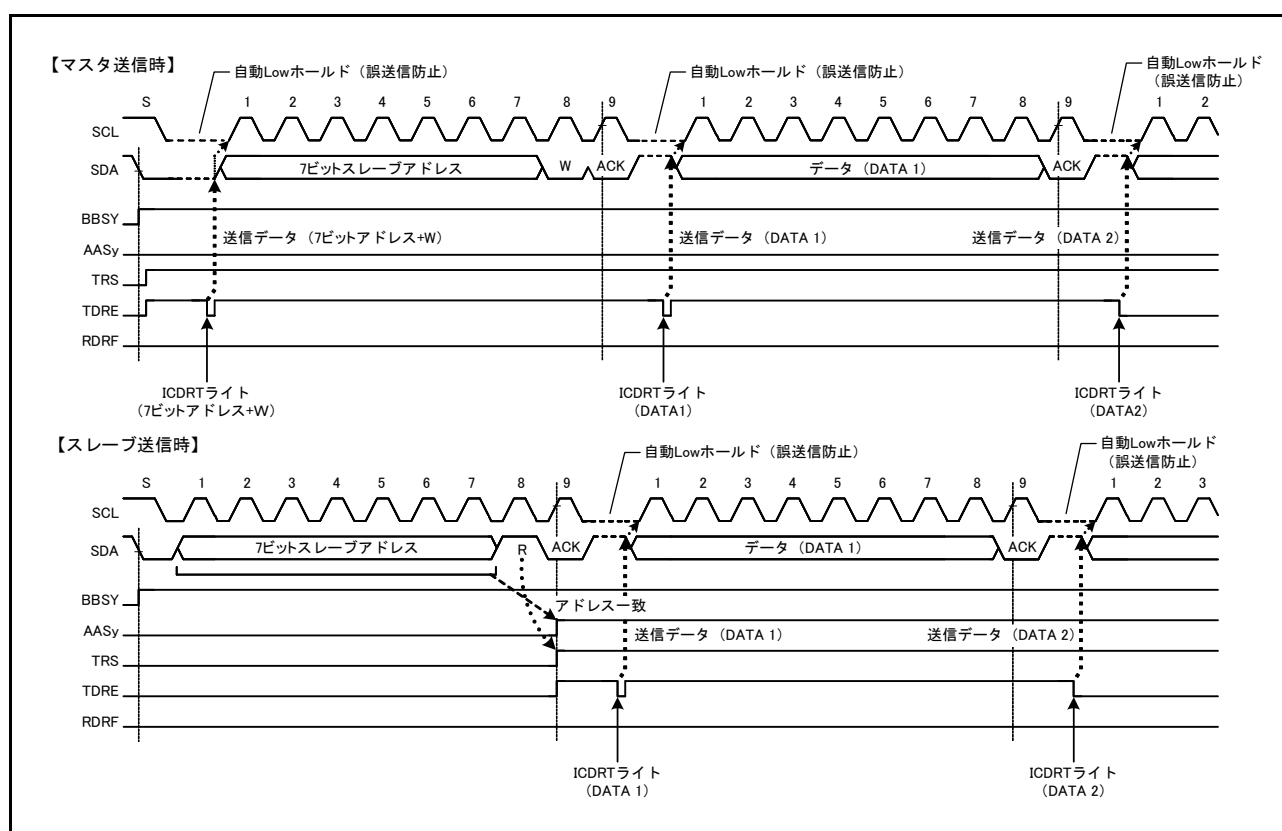 【マスタ送信時】
自動Lowホールド（誤送信防止）
自動Lowホールド（誤送信防止）
自動Lowホールド
（誤送信防止）
S 1 2 3 4 5 6 7 8 9 1 2 3 4 5 6 7 8 9 1 2
SCL
SDA 7ビットスレーブアドレス W ACK データ（DATA 1） ACK
BBSY
送信データ（7ビットアドレス+W） 送信データ（DATA 1） 送信データ（DATA 2）
AASy
TRS
TDRE
RDRF
ICDRTライト
（7ビットアドレス+W）
ICDRTライト
（DATA1）
ICDRTライト
（DATA2）
【スレーブ送信時】
自動Lowホールド（誤送信防止）
自動Lowホールド
（誤送信防止）
S 1 2 3 4 5 6 7 8 9 1 2 3 4 5 6 7 8 9 1 2 3
SCL
SDA 7ビットスレーブアドレス R ACK データ（DATA 1） ACK
BBSY
アドレス一致
AASy
送信データ（DATA 1） 送信データ（DATA 2）
TRS
TDRE
RDRF
ICDRTライト
（DATA 1）
ICDRTライト
（DATA 2）